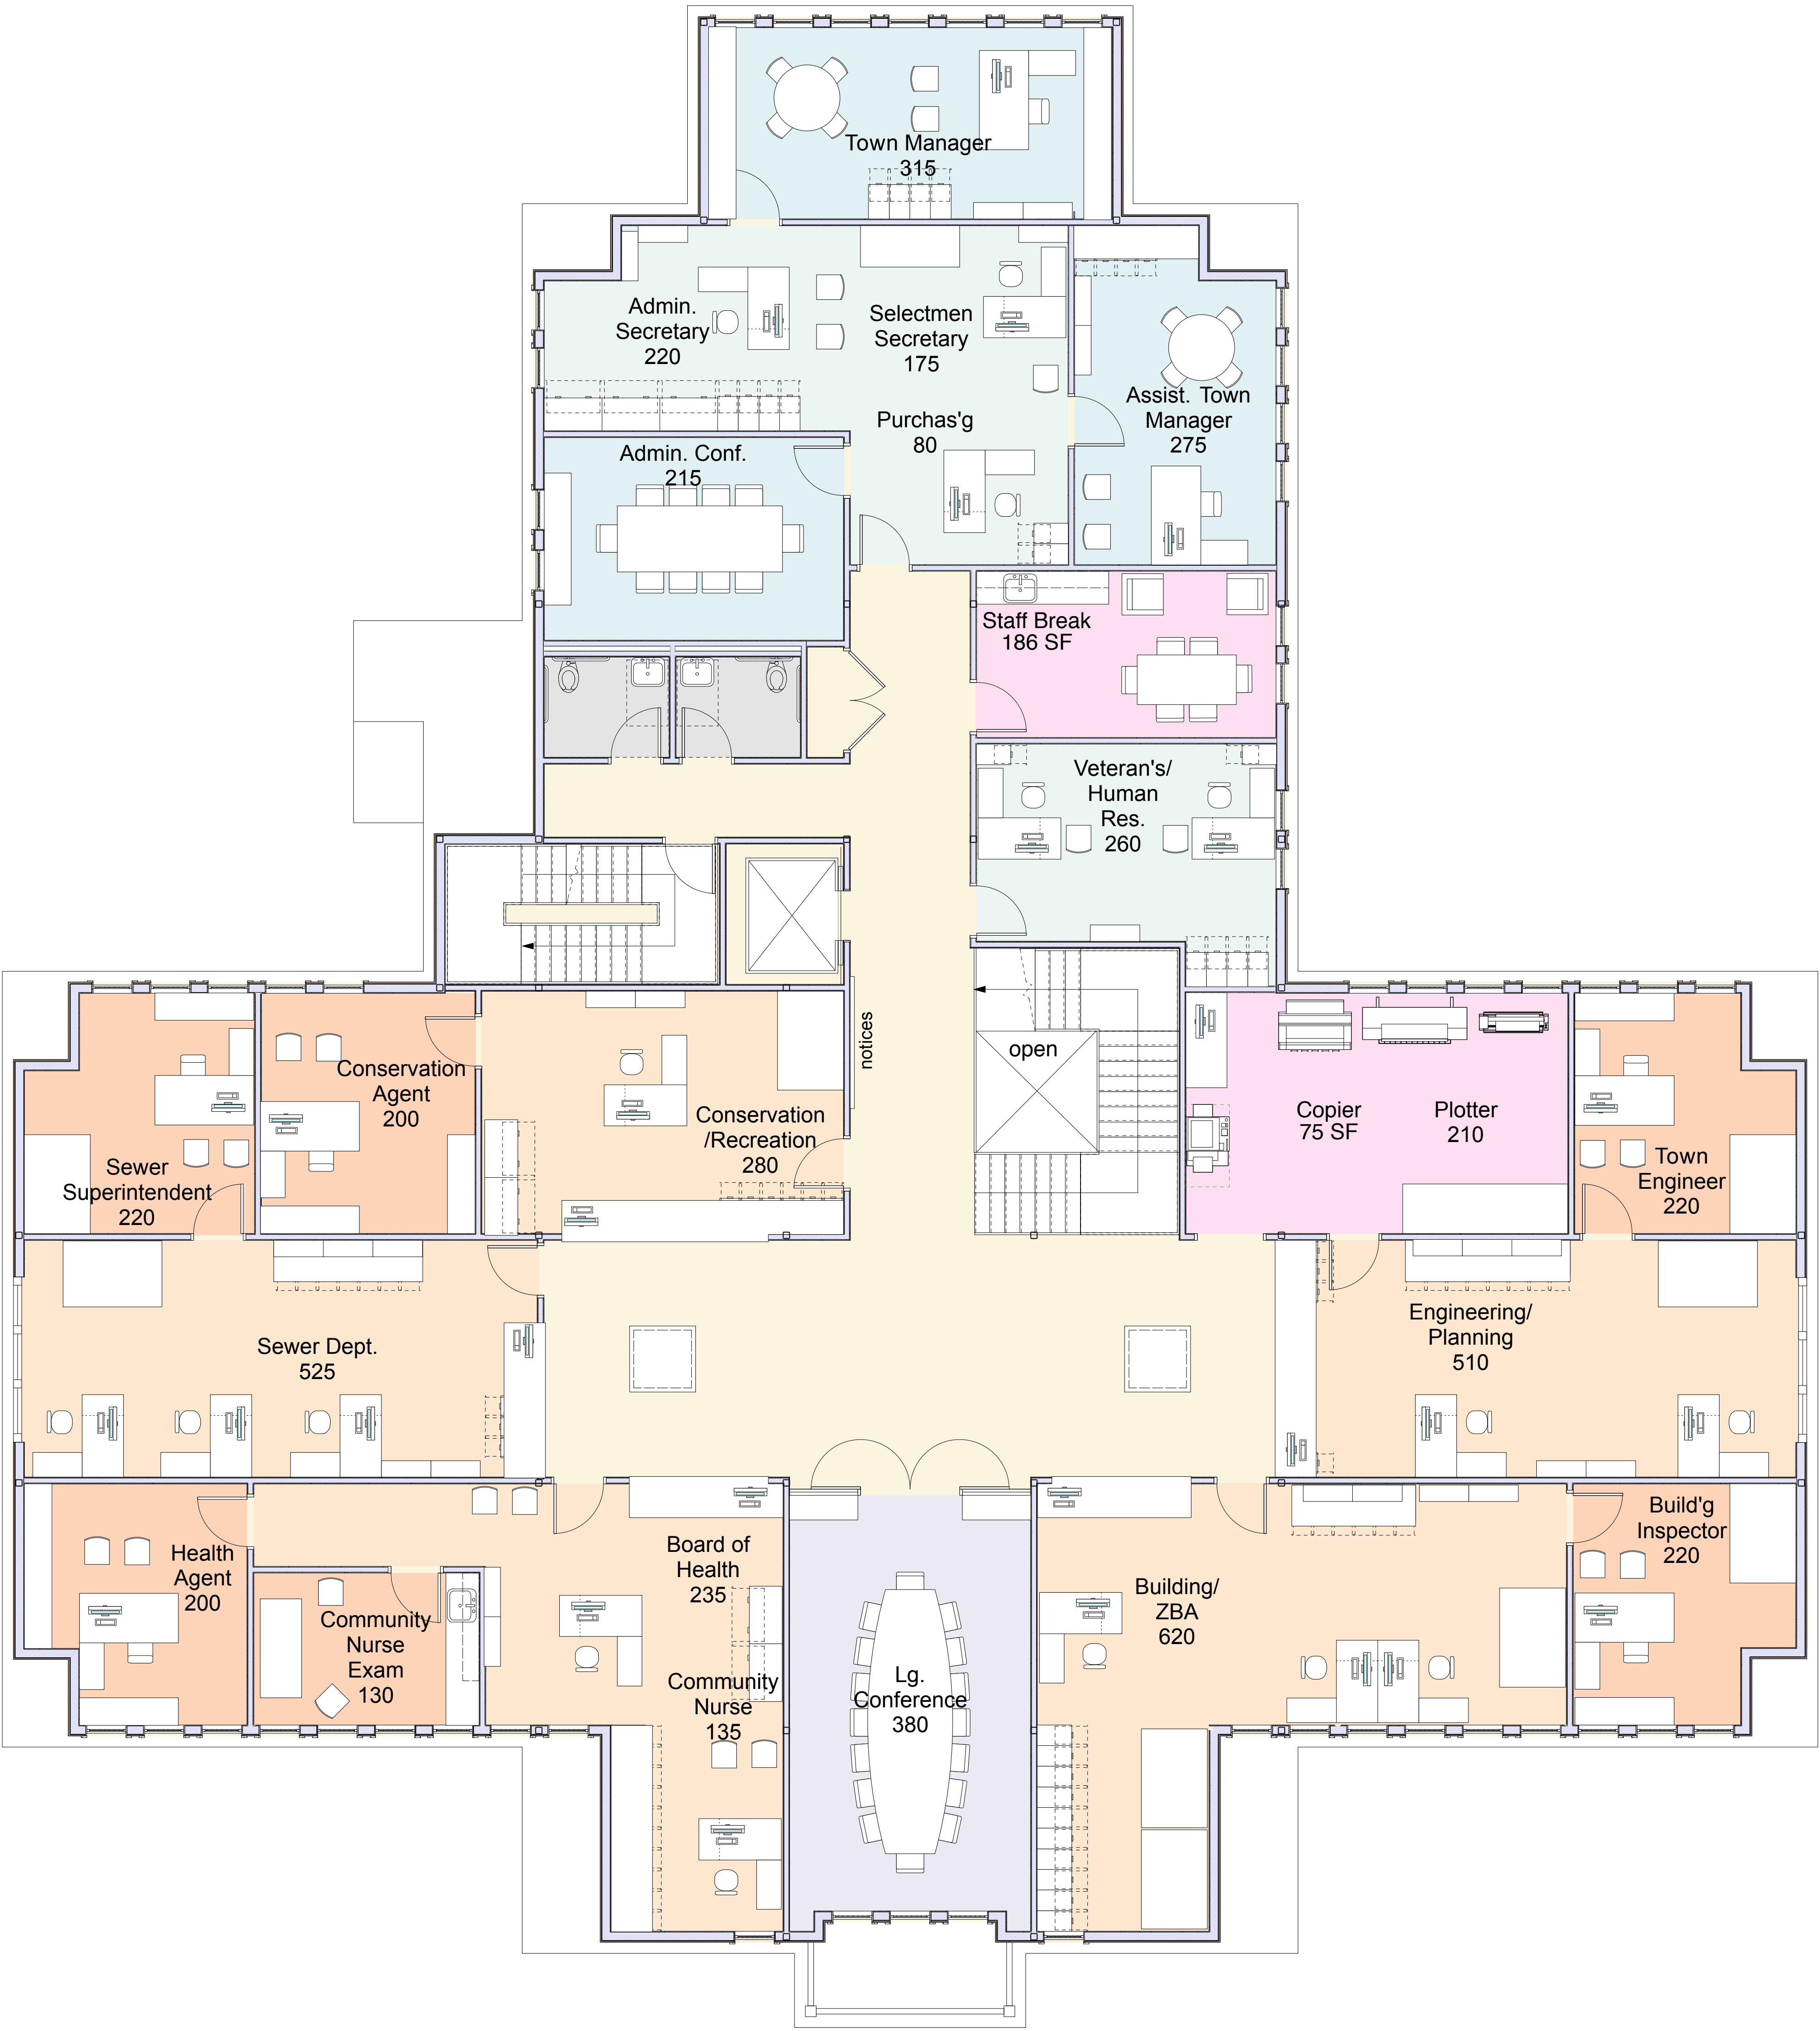 Town Manager
315
Admin.
Secretary
220
Selectmen
Secretary
175
Purchas'g
80
Assist. Town
Manager
275
Admin. Conf.
215
Staff Break
186 SF
Veteran's/
Human
Res.
260
notices
open
Conservation
Agent
200
Conservation
/Recreation
280
Sewer
Superintendent
220
Copier
75 SF
Plotter
210
Town
Engineer
220
Sewer Dept.
525
Engineering/
Planning
510
Health
Agent
200
Community
Nurse
Exam
130
Board of
Health
235
Community
Nurse
135
Lg.
Conference
380
Building/
ZBA
620
Build'g
Inspector
220